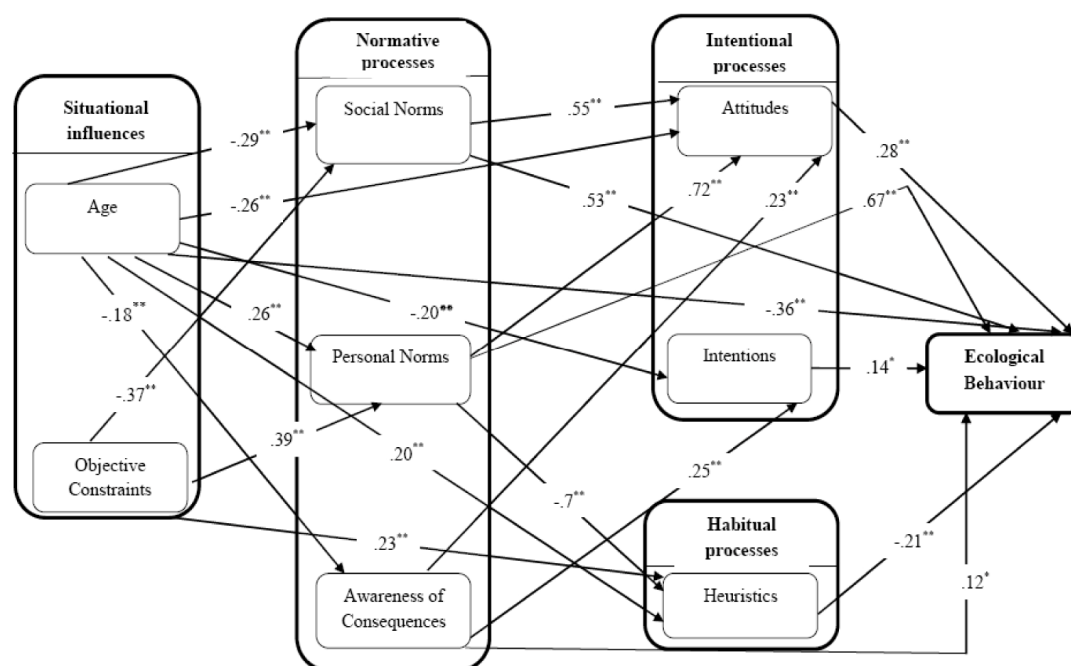 Situational
influences
Age
Objective
Constraints
Normative
processes
Social Norms
Personal Norms
Awareness of
Consequences
Intentional
processes
Attitudes
Intentions
Habitual
processes
Heuristics
Ecological
Behaviour
-.29**
-.26**
-.18**
.26**
-.20**
-.37**
.39**
.20**
.23**
.55**
.53**
.72**
.23**
.67**
.28**
-.36**
.14*
.25**
-.7**
-.21**
.12*